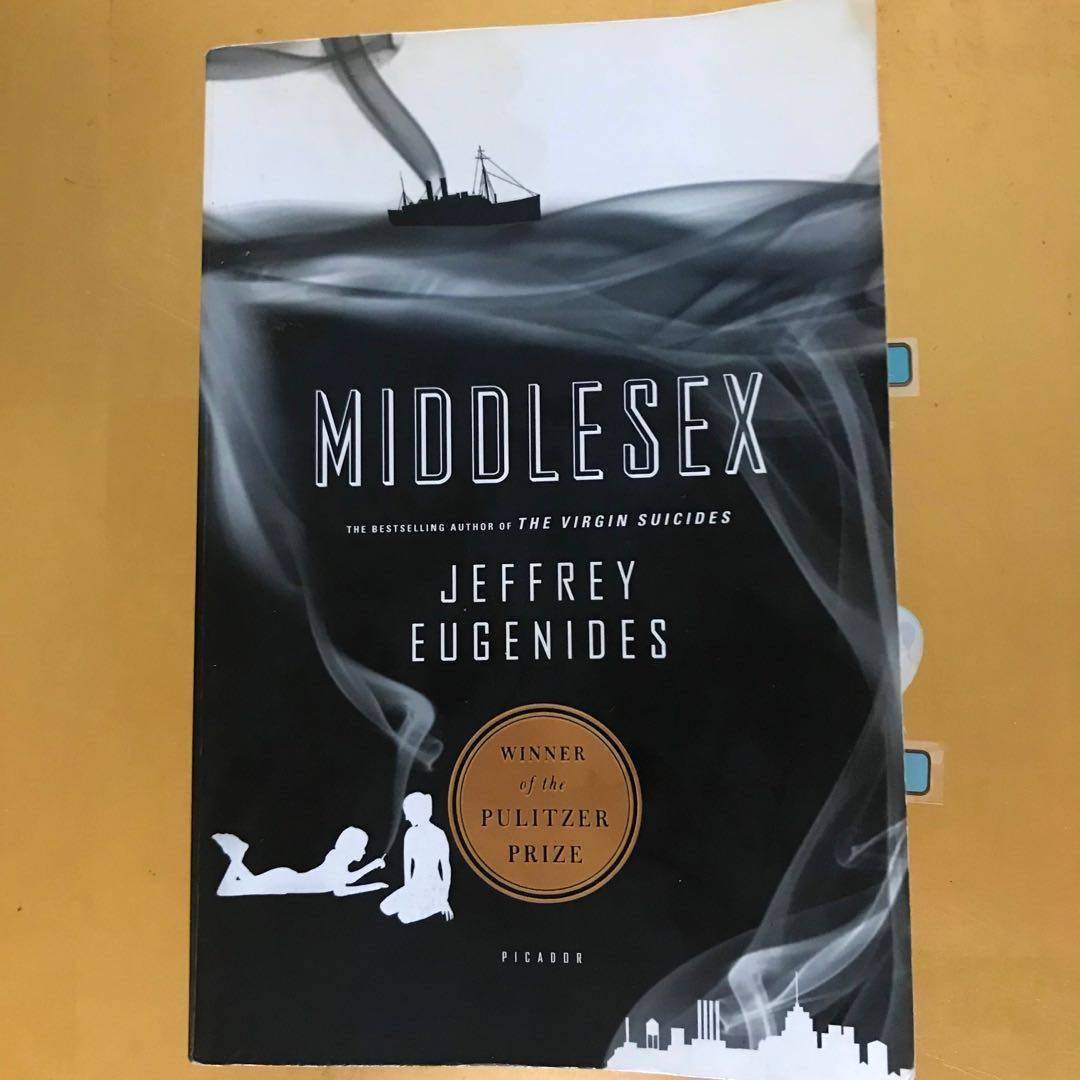 MIDDLESEX
THE BESTSELLING AUTHOR OF THE VIRGIN SUICIDES
JEFFREY
EUGENIDES
WINNER
of the
PULITZER
PRIZE
PICADOR